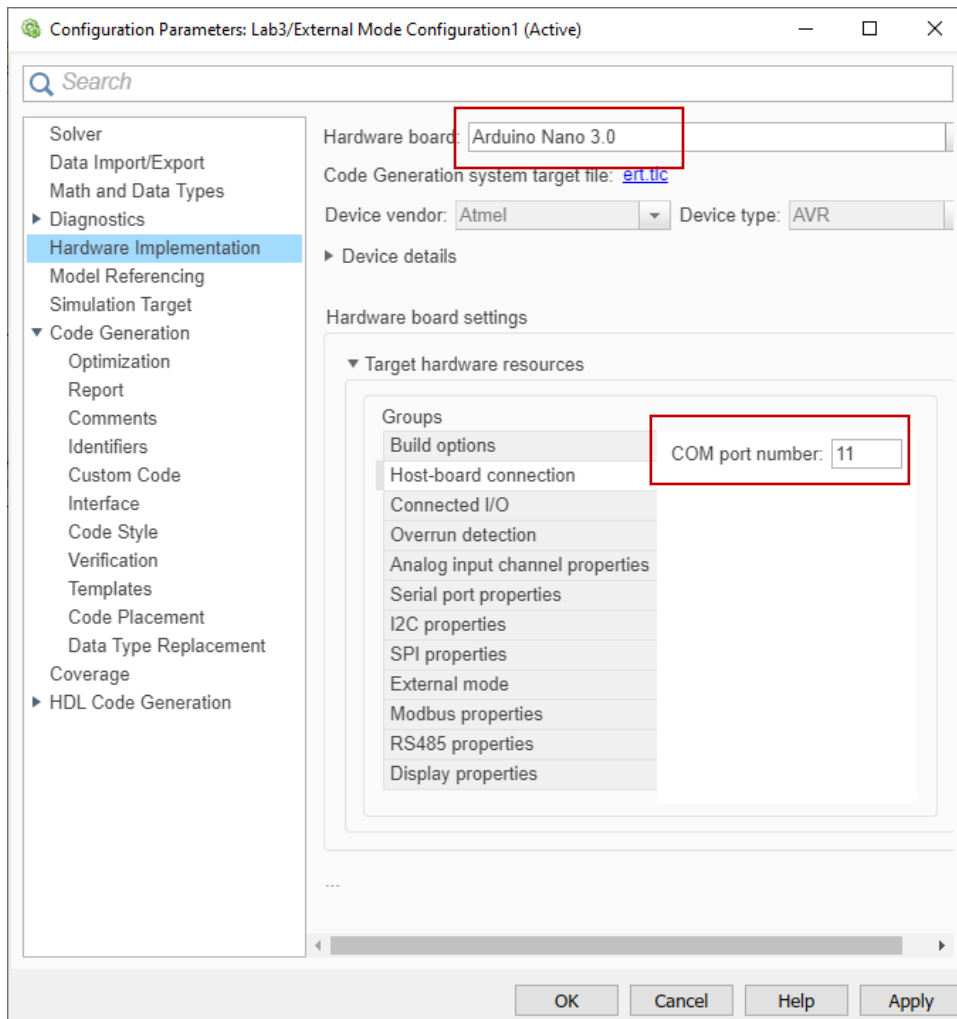 Configuration Parameters: Lab3/External Mode Configuration1 (Active)
Search
Solver
Data Import/Export
Math and Data Types
Diagnostics
Hardware Implementation
Model Referencing
Simulation Target
Code Generation
Optimization
Report
Comments
Identifiers
Custom Code
Interface
Code Style
Verification
Templates
Code Placement
Data Type Replacement
Coverage
HDL Code Generation
Hardware board: Arduino Nano 3.0
Code Generation system target file: ert.tlc
Device vendor: Atmel Device type: AVR
Device details
Hardware board settings
Target hardware resources
Groups
Build options
Host-board connection
Connected I/O
Overrun detection
Analog input channel properties
Serial port properties
I2C properties
SPI properties
External mode
Modbus properties
RS485 properties
Display properties
COM port number: 11
...
OK Cancel Help Apply